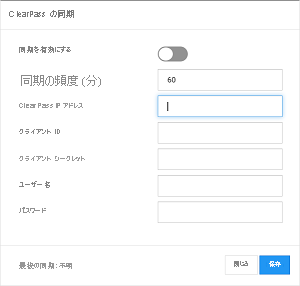 ClearPass の同期
同期を有効にする
同期の頻度 (分)
60
ClearPass IP アドレス
クライアント ID
クライアント シークレット
ユーザー名
パスワード
最後の同期: 不明
閉じる
保存